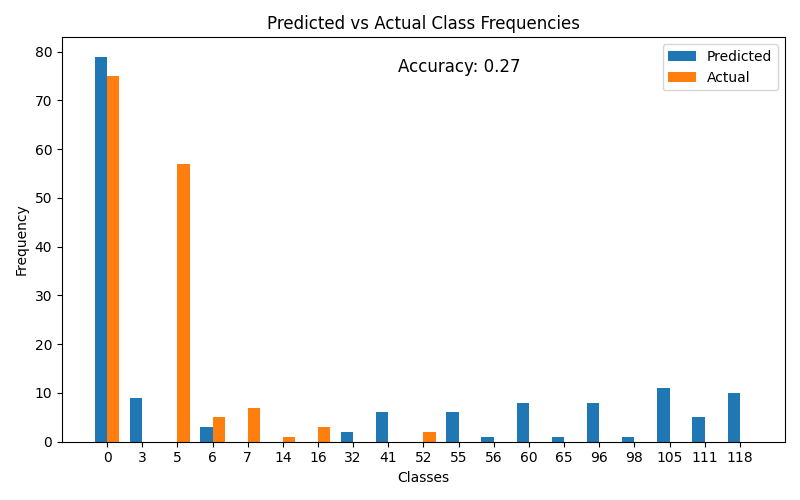 Predicted vs Actual Class Frequencies
Accuracy: 0.27
Predicted
Actual
Frequency
80
70
60
50
40
30
20
10
0
0 3 5 6 7 14 16 32 41 52 55 56 60 65 96 98 105 111 118
Classes